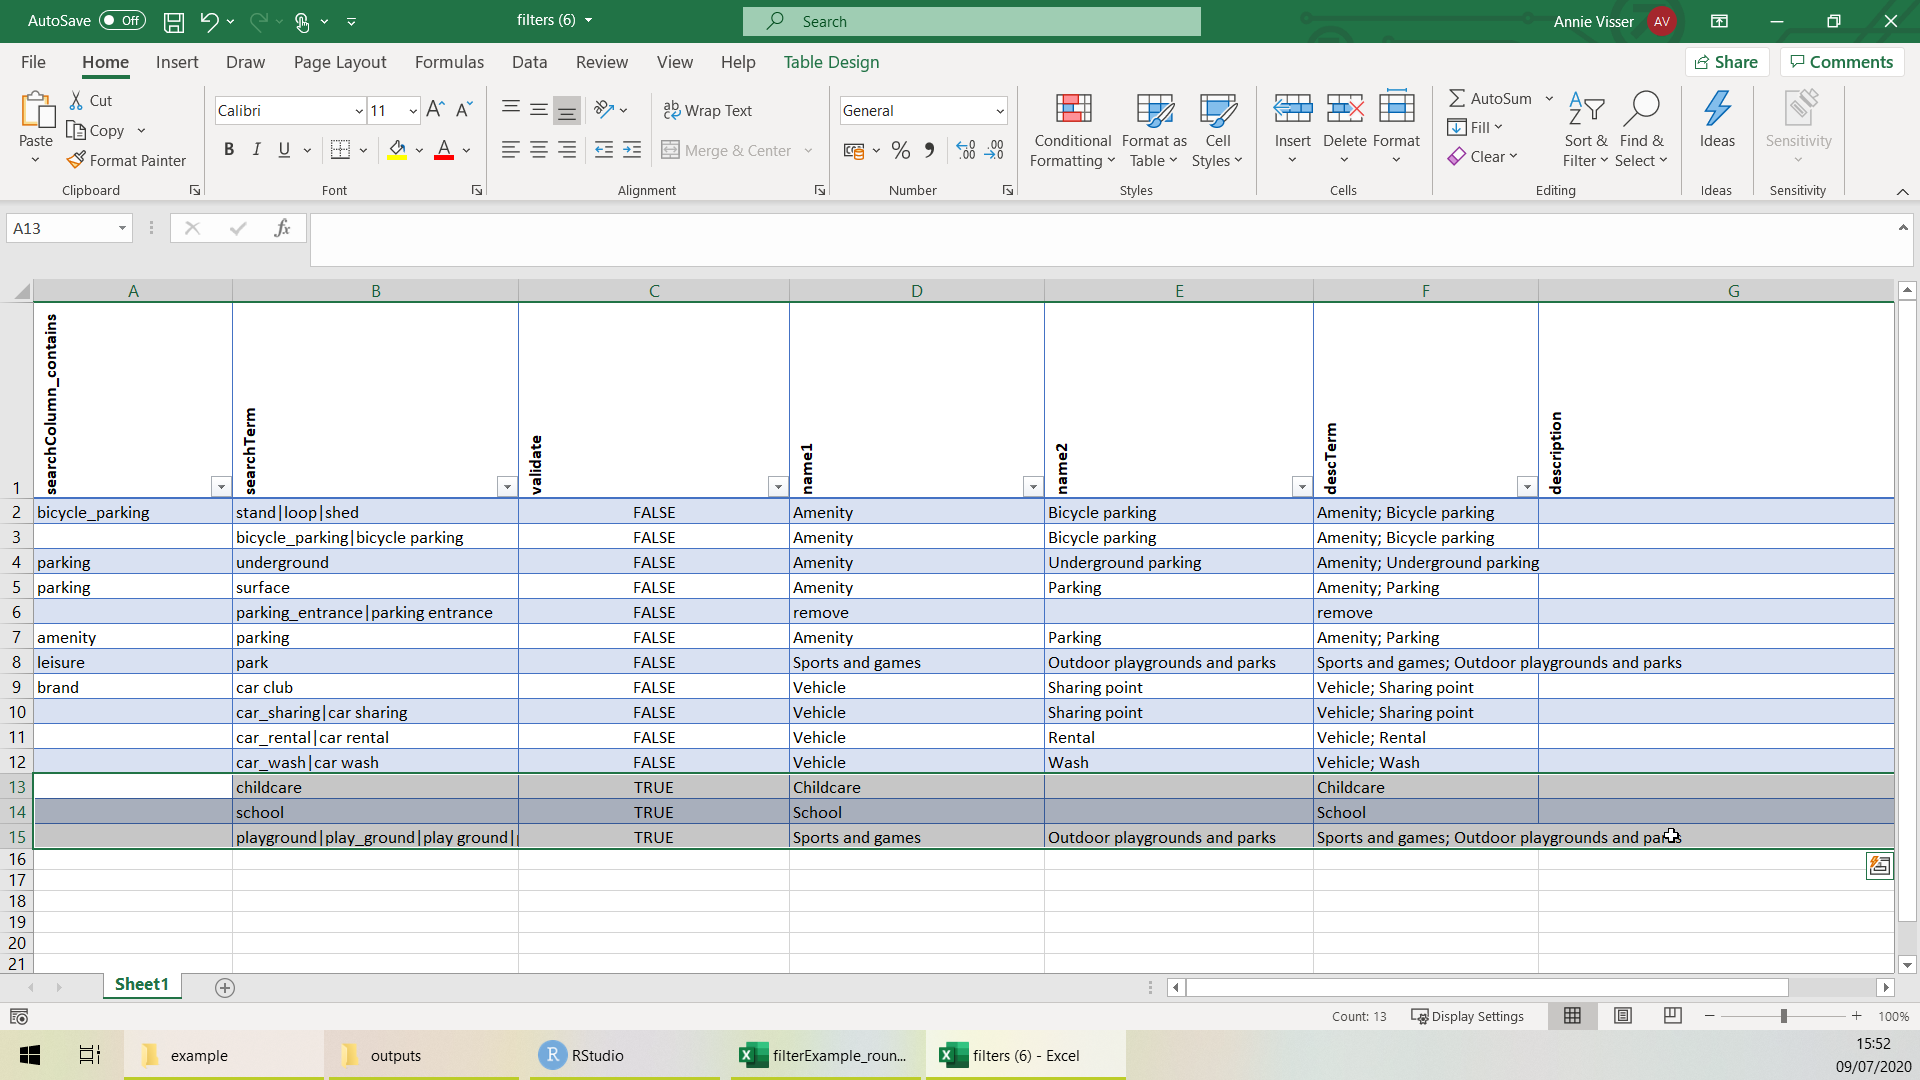 AutoSave Off filters (6) Search Annie Visser AV
File Home Insert Draw Page Layout Formulas Data Review View Help Table Design Share Comments
Paste Cut Copy Format Painter Clipboard
Calibri 11 B I U A Font
ab Wrap Text Merge & Center Alignment
General % Number
Conditional Formatting Format as Table Cell Styles Styles
Insert Delete Format Cells
AutoSum Fill Clear Sort & Filter Find & Select Editing
Ideas Ideas
Sensitivity Sensitivity
A13 fx
A B C D E F G
1 searchColumn_contains searchTerm validate name1 name2 descTerm description
2 bicycle_parking stand|loop|shed FALSE Amenity Bicycle parking Amenity; Bicycle parking
3 bicycle_parking|bicycle parking FALSE Amenity Bicycle parking Amenity; Bicycle parking
4 parking underground FALSE Amenity Underground parking Amenity; Underground parking
5 parking surface FALSE Amenity Parking Amenity; Parking
6 parking_entrance|parking entrance FALSE remove remove
7 amenity parking FALSE Amenity Parking Amenity; Parking
8 leisure park FALSE Sports and games Outdoor playgrounds and parks Sports and games; Outdoor playgrounds and parks
9 brand car club FALSE Vehicle Sharing point Vehicle; Sharing point
10 car_sharing|car sharing FALSE Vehicle Sharing point Vehicle; Sharing point
11 car_rental|car rental FALSE Vehicle Rental Vehicle; Rental
12 car_wash|car wash FALSE Vehicle Wash Vehicle; Wash
13 childcare TRUE Childcare Childcare
14 school TRUE School School
15 playground|play_ground|play ground| TRUE Sports and games Outdoor playgrounds and parks Sports and games; Outdoor playgrounds and parks
16
17
18
19
20
21
Sheet1
Count: 13 Display Settings 100%
example outputs R RStudio filterExample_roun... filters (6) - Excel 15:52
09/07/2020